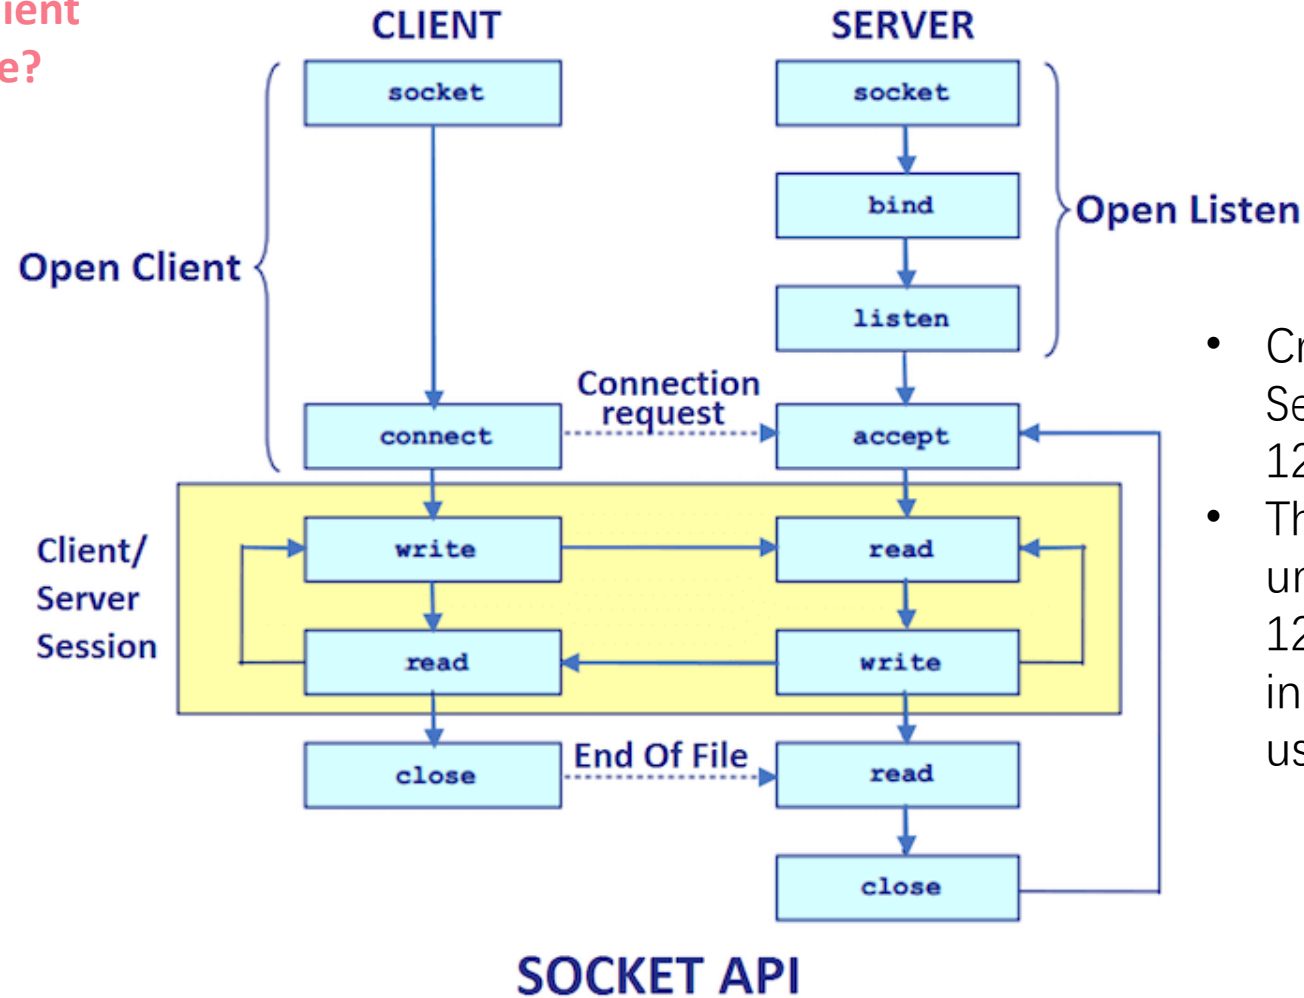 CLIENT
SERVER
socket
socket
bind
Open Listen
Open Client
listen
Connection
request
connect
accept
Client/
Server
Session
write
read
read
write
End Of File
close
read
close
SOCKET API